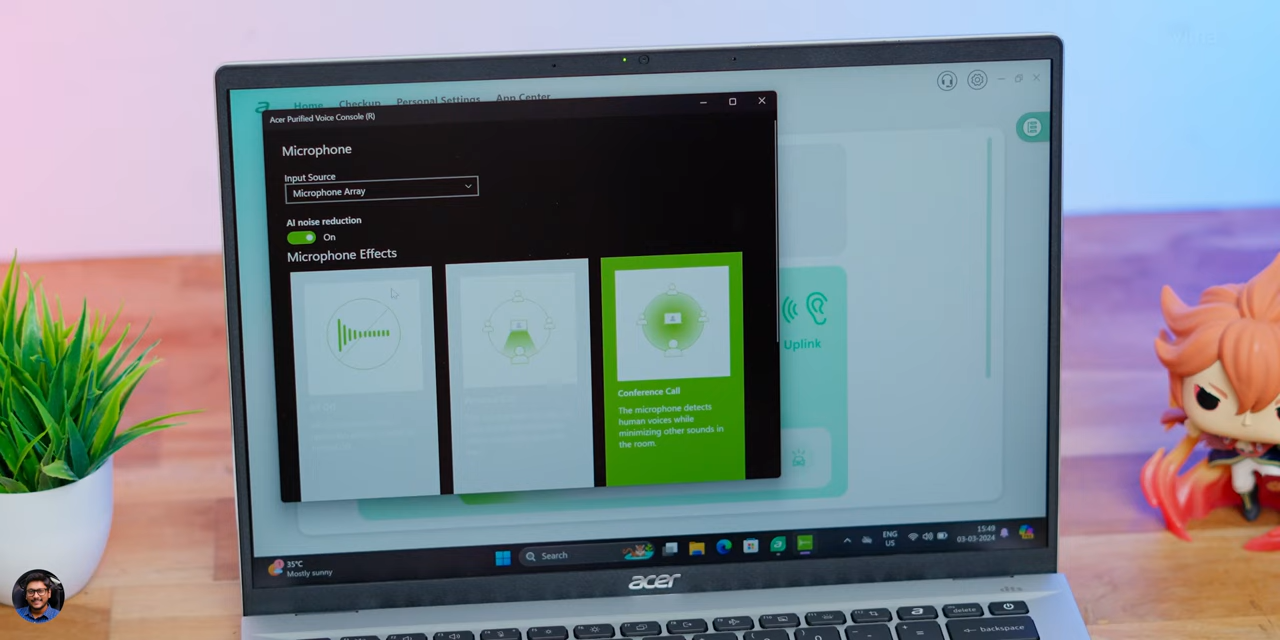 Home Checkup Personal Settings App Center
Acer Purified Voice Console (R)
Microphone
Input Source
Microphone Array
AI noise reduction
On
Microphone Effects
Conference Call
The microphone detects
human voices while
minimizing other sounds in
the room.
Uplink
35°C
Mostly sunny
Search
ENG
US
15:49
03-03-2024
acer
delete
backspace